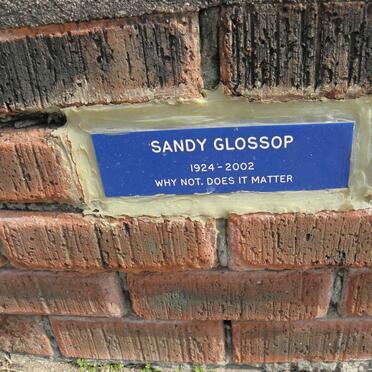 SANDY GLOSSOP
1924 - 2002
WHY NOT. DOES IT MATTER